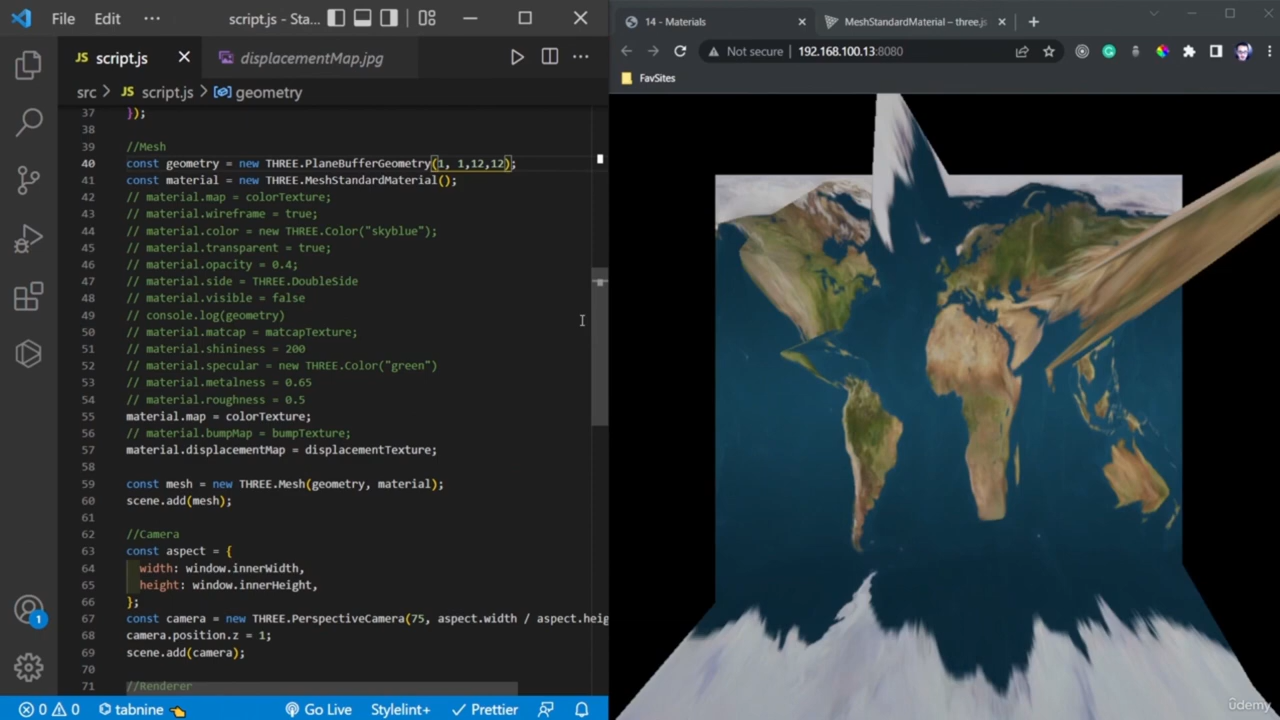 File Edit ··· script.js - Sta...
JS script.js displacementMap.jpg ···
src > JS script.js > geometry
37 });
38
39 //Mesh
40 const geometry = new THREE.PlaneBufferGeometry(1, 1,12,12);
41 const material = new THREE.MeshStandardMaterial();
42 // material.map = colorTexture;
43 // material.wireframe = true;
44 // material.color = new THREE.Color("skyblue");
45 // material.transparent = true;
46 // material.opacity = 0.4;
47 // material.side = THREE.DoubleSide
48 // material.visible = false
49 // console.log(geometry)
50 // material.matcap = matcapTexture;
51 // material.shininess = 200
52 // material.specular = new THREE.Color("green")
53 // material.metalness = 0.65
54 // material.roughness = 0.5
55 material.map = colorTexture;
56 // material.bumpMap = bumpTexture;
57 material.displacementMap = displacementTexture;
58
59 const mesh = new THREE.Mesh(geometry, material);
60 scene.add(mesh);
61
62 //Camera
63 const aspect = {
64 width: window.innerWidth,
65 height: window.innerHeight,
66 };
67 const camera = new THREE.PerspectiveCamera(75, aspect.width / aspect.heig
68 camera.position.z = 1;
69 scene.add(camera);
70
71 //Renderer
1
0 0 tabnine Go Live Stylelint+ Prettier
14 - Materials MeshStandardMaterial – three.js
Not secure 192.168.100.13:8080
FavSites
ûdemy